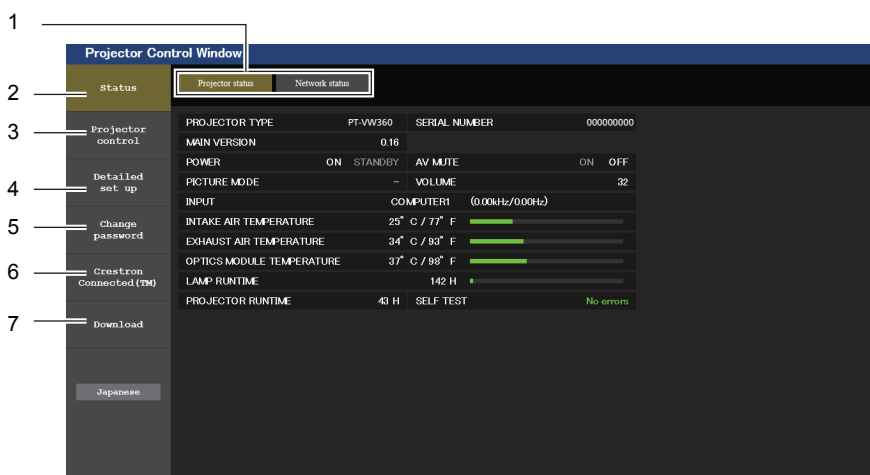 1
Projector Control Window
2
Status
Projector status
Network status
3
Projector
control
4
Detailed
set up
5
Change
password
6
Crestron
Connected(TM)
7
Download
Japanese
PROJECTOR TYPE PT-VW360 SERIAL NUMBER 000000000
MAIN VERSION 0.16
POWER ON STANDBY AV MUTE ON OFF
PICTURE MODE – VOLUME 32
INPUT COMPUTER1 (0.00kHz/0.00Hz)
INTAKE AIR TEMPERATURE 25° C / 77° F
EXHAUST AIR TEMPERATURE 34° C / 93° F
OPTICS MODULE TEMPERATURE 37° C / 98° F
LAMP RUNTIME 142 H
PROJECTOR RUNTIME 43 H SELF TEST No errors